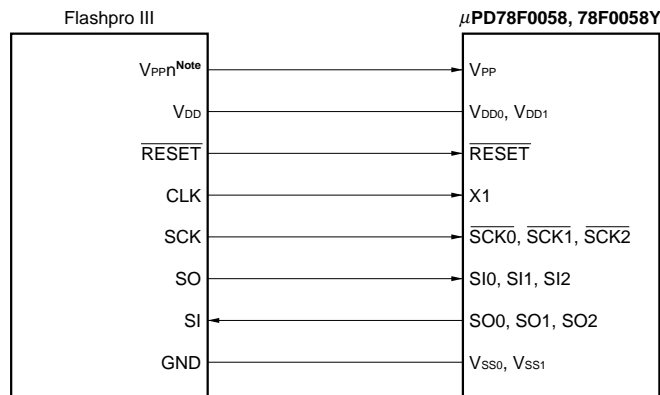 Flashpro III μPD78F0058, 78F0058Y
VPPnNote VPP
VDD VDD0, VDD1
RESET RESET
CLK X1
SCK SCK0, SCK1, SCK2
SO SI0, SI1, SI2
SI SO0, SO1, SO2
GND VSS0, VSS1